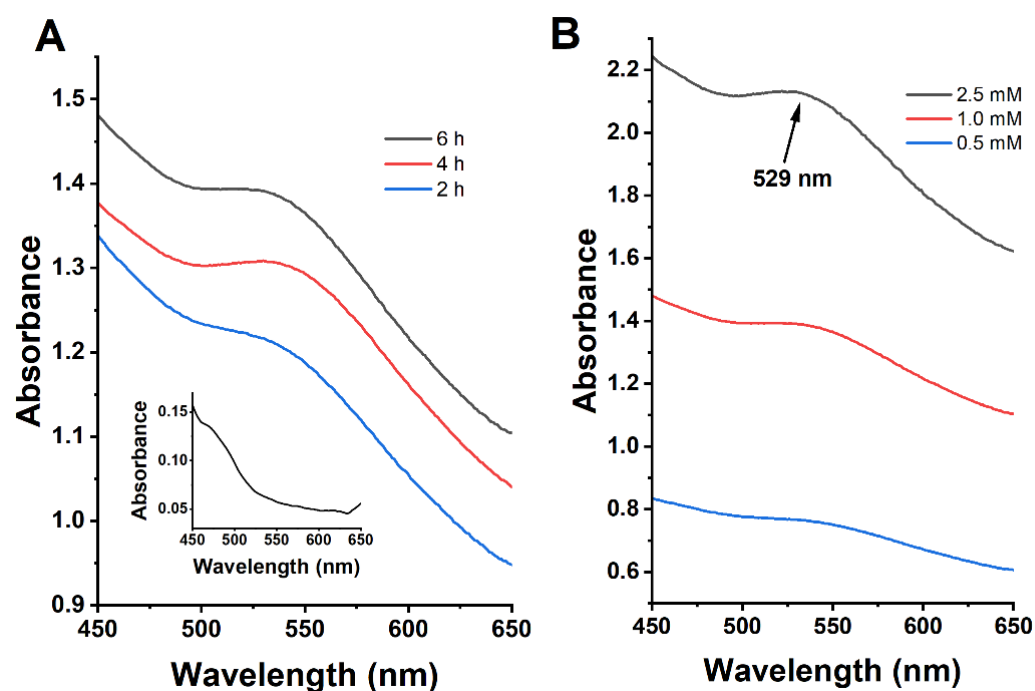 A
1.5
1.4
1.3
1.2
1.1
1.0
0.9
450 500 550 600 650
Absorbance
Wavelength (nm)
6 h
4 h
2 h
0.15
0.10
0.05
450 500 550 600 650
Absorbance
Wavelength (nm)
B
2.2
2.0
1.8
1.6
1.4
1.2
1.0
0.8
0.6
450 500 550 600 650
Absorbance
Wavelength (nm)
2.5 mM
1.0 mM
0.5 mM
529 nm